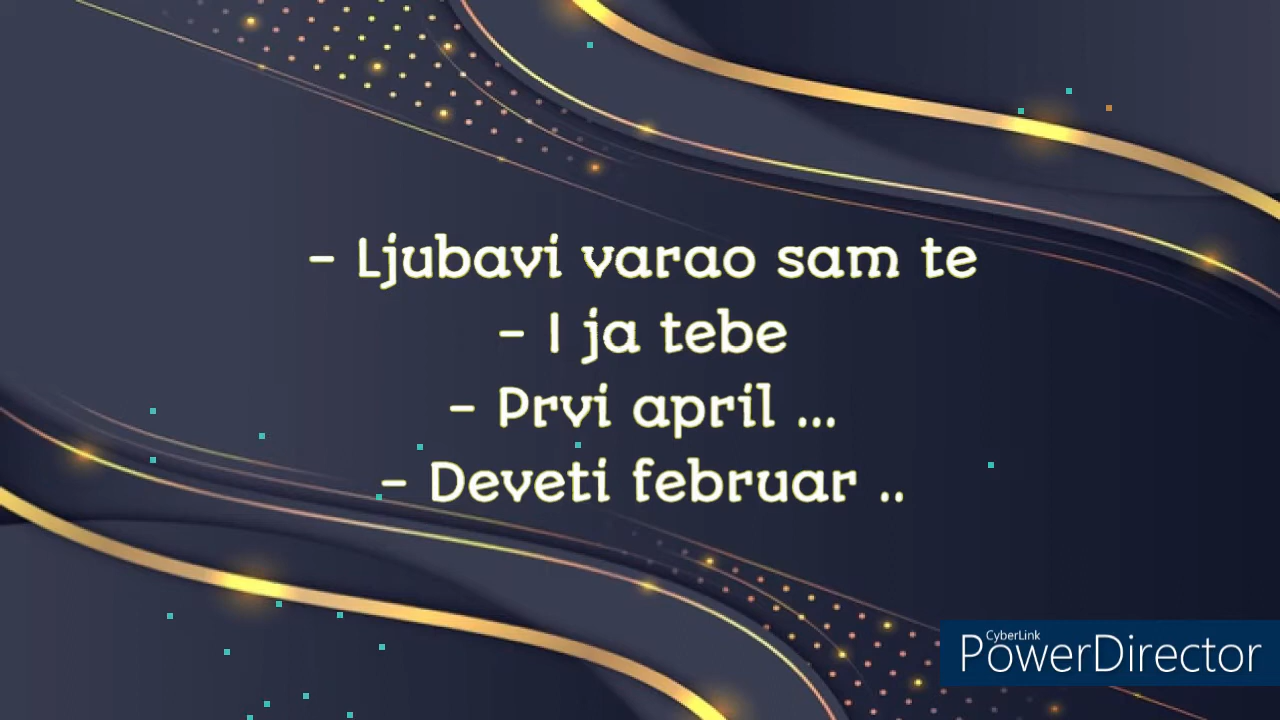 - Ljubavi varao sam te
- I ja tebe
- Prvi april ...
- Deveti februar ..
CyberLink
PowerDirector